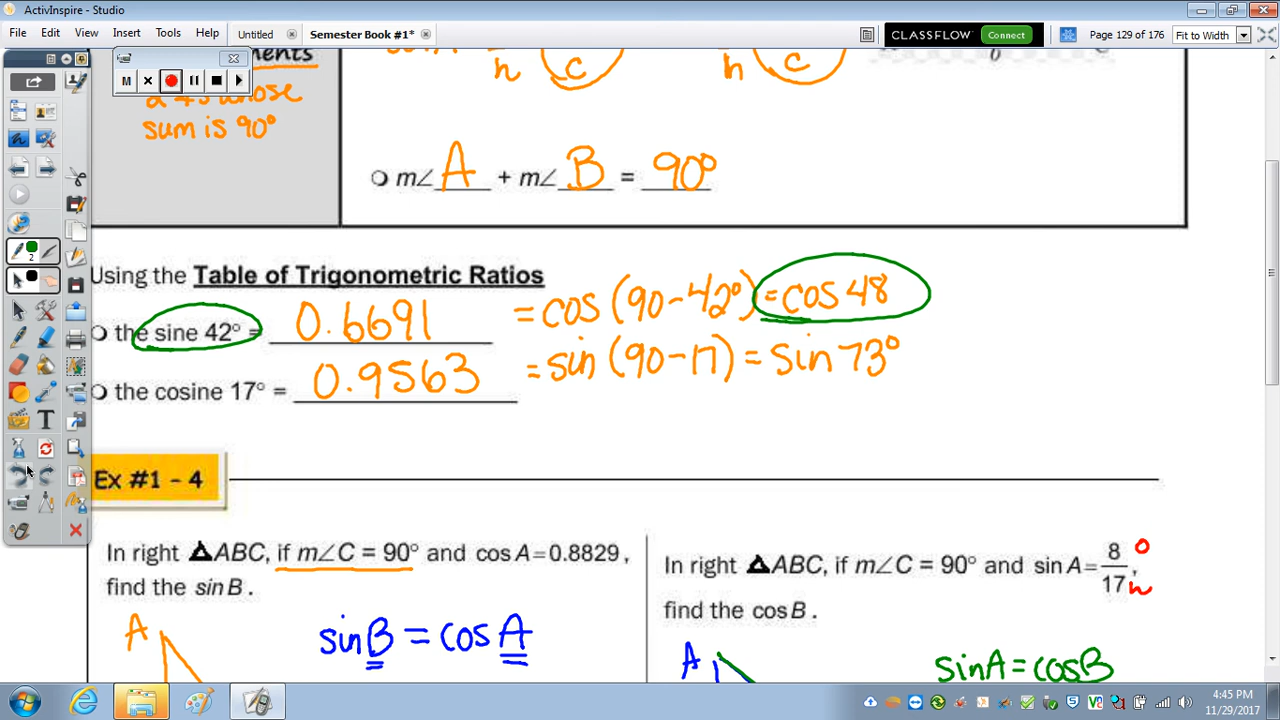 ActivInspire - Studio
File Edit View Insert Tools Help
Untitled
Semester Book #1*
CLASSFLOW Connect
Page 129 of 176
Fit to Width
M
h c
h c
b
sum is 90°
m∠ A + m∠ B = 90°
Using the Table of Trigonometric Ratios
the sine 42° = 0.6691 = cos (90-42°) = cos 48
the cosine 17° = 0.9563 = sin (90-17) = sin 73°
2
T
Ex #1 - 4
In right △ABC, if m∠C = 90° and cos A=0.8829,
find the sin B.
sin B = cos A
A
In right △ABC, if m∠C = 90° and sin A= 8/17, o h
find the cos B.
A
sin A = cos B
4:45 PM
11/29/2017